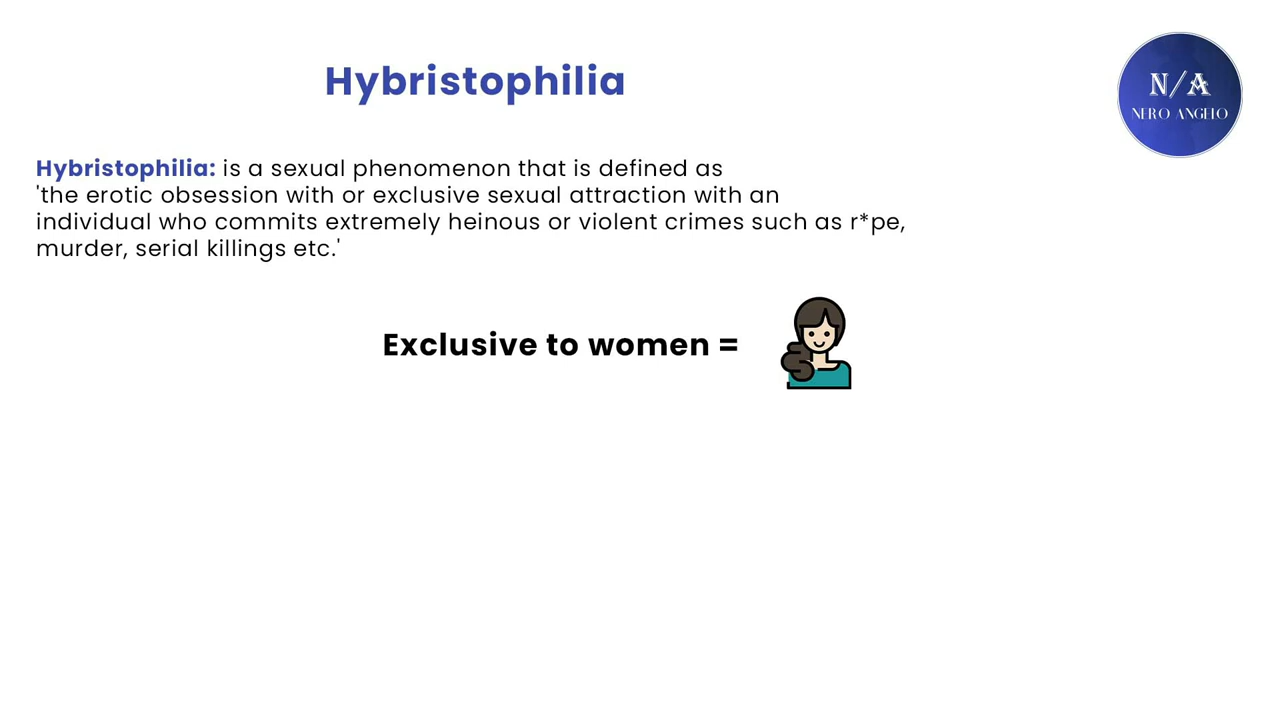 Hybristophilia
N/A
NERO ANGELO
Hybristophilia: is a sexual phenomenon that is defined as
'the erotic obsession with or exclusive sexual attraction with an
individual who commits extremely heinous or violent crimes such as r*pe,
murder, serial killings etc.'
Exclusive to women =